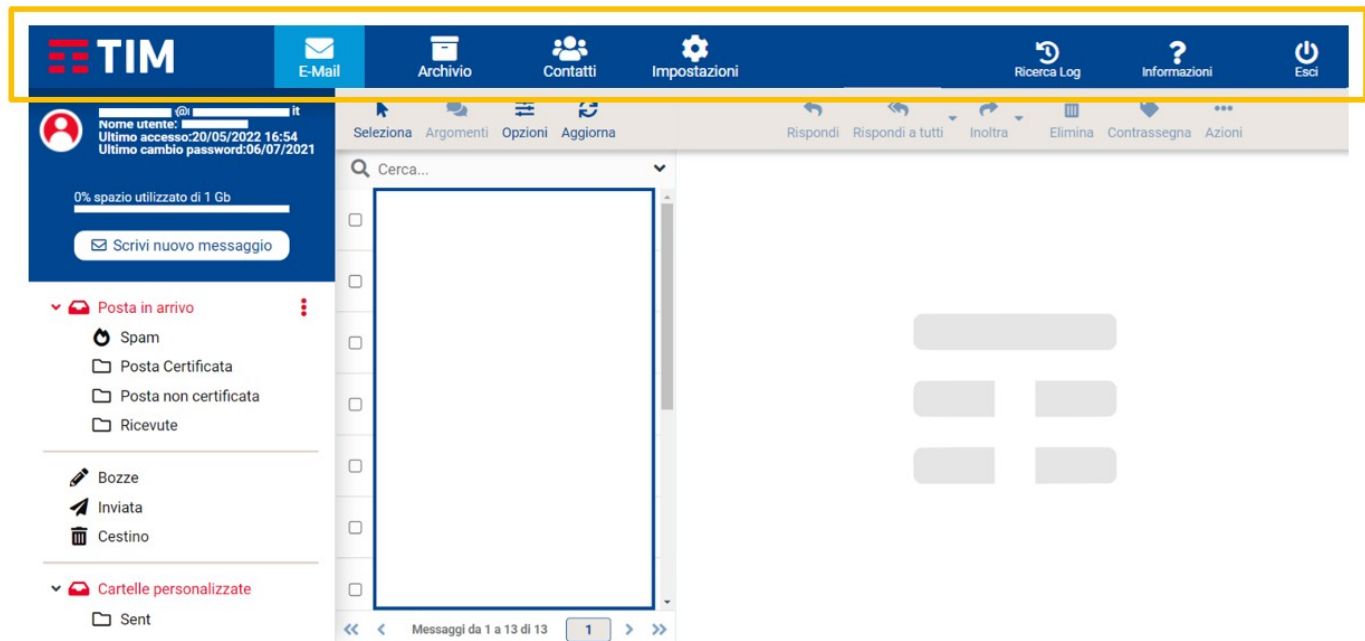 TIM
E-Mail
Archivio
Contatti
Impostazioni
Ricerca Log
Informazioni
Esci
@ it
Nome utente:
Ultimo accesso:20/05/2022 16:54
Ultimo cambio password:06/07/2021
0% spazio utilizzato di 1 Gb
Scrivi nuovo messaggio
Posta in arrivo
Spam
Posta Certificata
Posta non certificata
Ricevute
Bozze
Inviata
Cestino
Cartelle personalizzate
Sent
Seleziona
Argomenti
Opzioni
Aggiorna
Cerca...
Messaggi da 1 a 13 di 13
1
Rispondi
Rispondi a tutti
Inoltra
Elimina
Contrassegna
Azioni